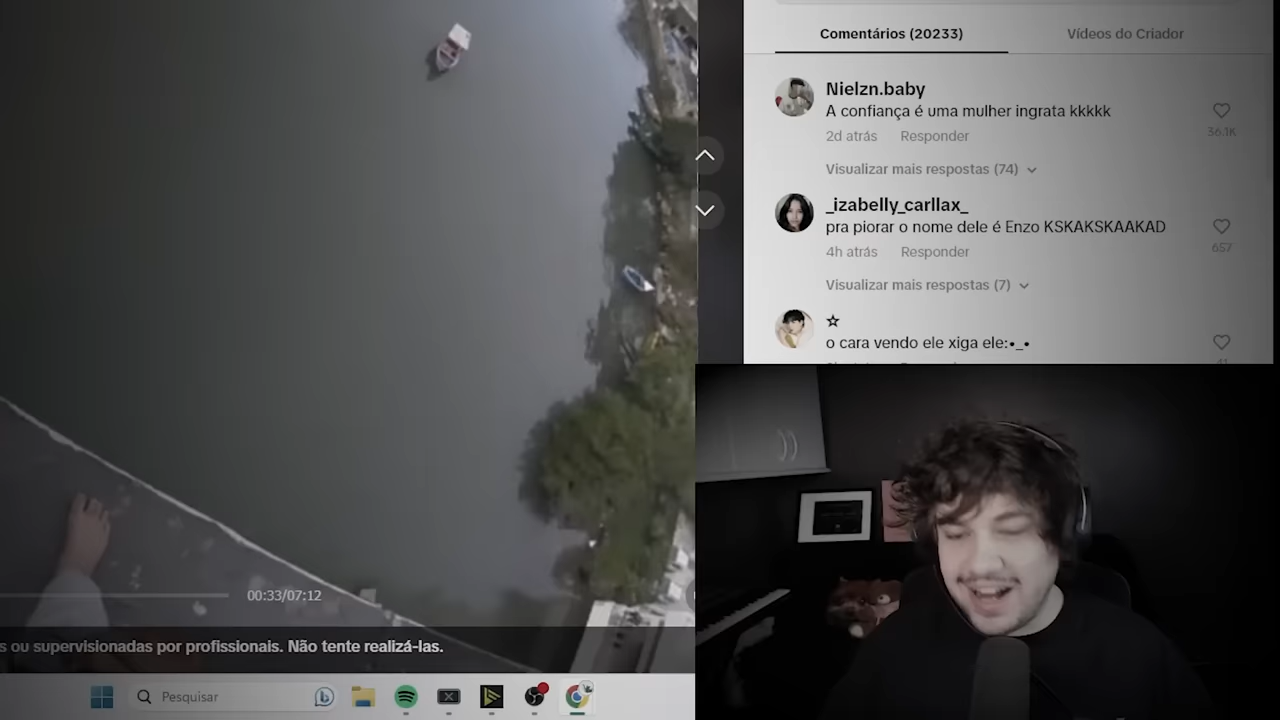 Comentários (20233)
Vídeos do Criador
Nielzn.baby
A confiança é uma mulher ingrata kkkkk
36.1K
2d atrás Responder
Visualizar mais respostas (74)
_izabelly_carllax_
pra piorar o nome dele é Enzo KSKAKSKAAKAD
657
4h atrás Responder
Visualizar mais respostas (7)
☆
o cara vendo ele xiga ele:•_•
00:33/07:12
s ou supervisionadas por profissionais. Não tente realizá-las.
Pesquisar